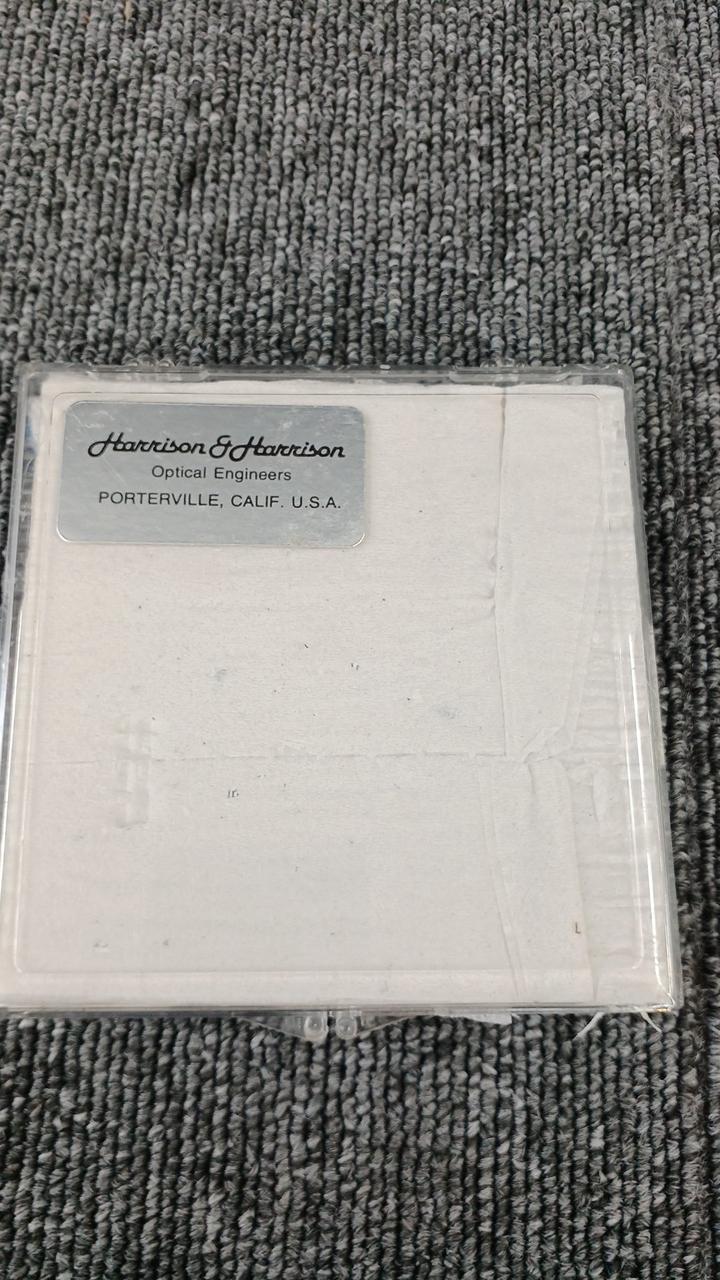 Harrison & Harrison
Optical Engineers
PORTERVILLE, CALIF. U.S.A.
L